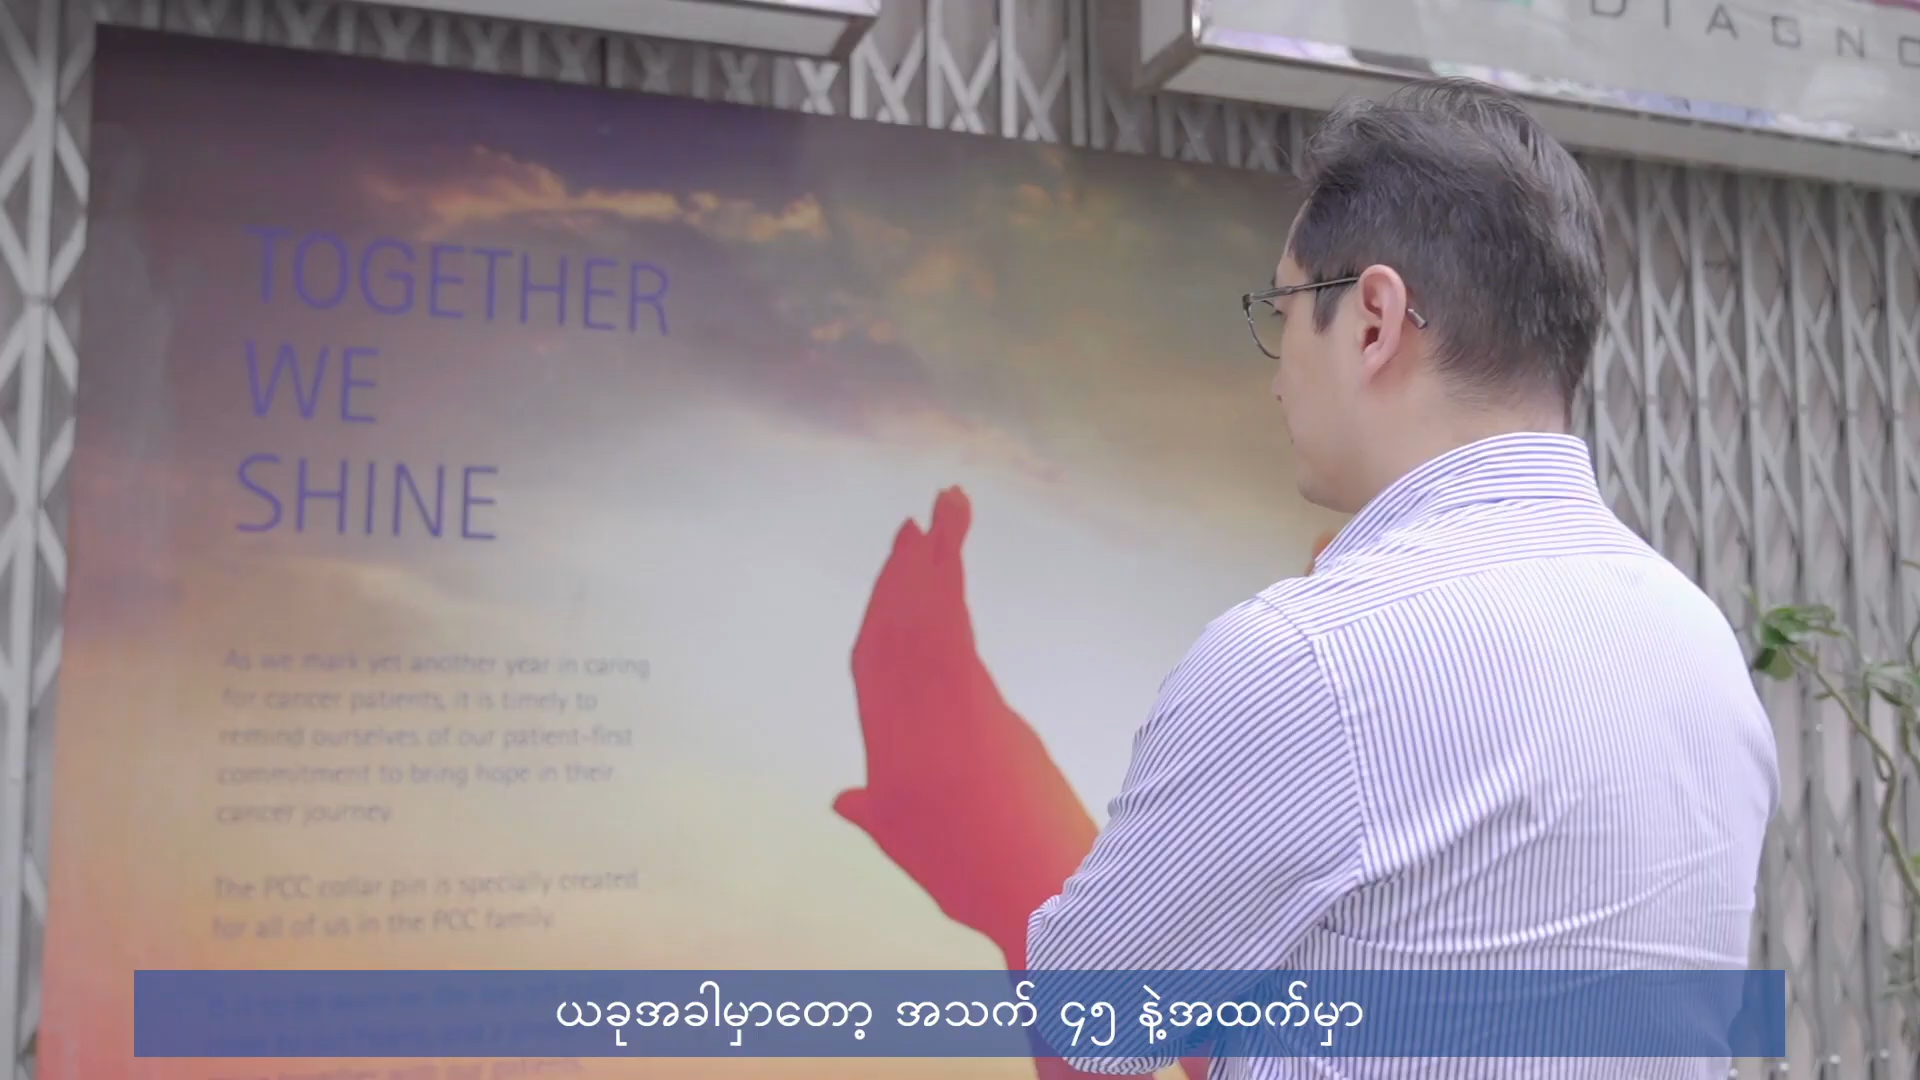 DIAGNO
TOGETHER
WE
SHINE
As we mark yet another year in caring
for cancer patients, it is timely to
remind ourselves of our patient-first
commitment to bring hope in their
cancer journey.
The PCC collar pin is specially created
for all of us in the PCC family.
ယခုအခါမှာတော့ အသက် ၄၅ နဲ့အထက်မှာ